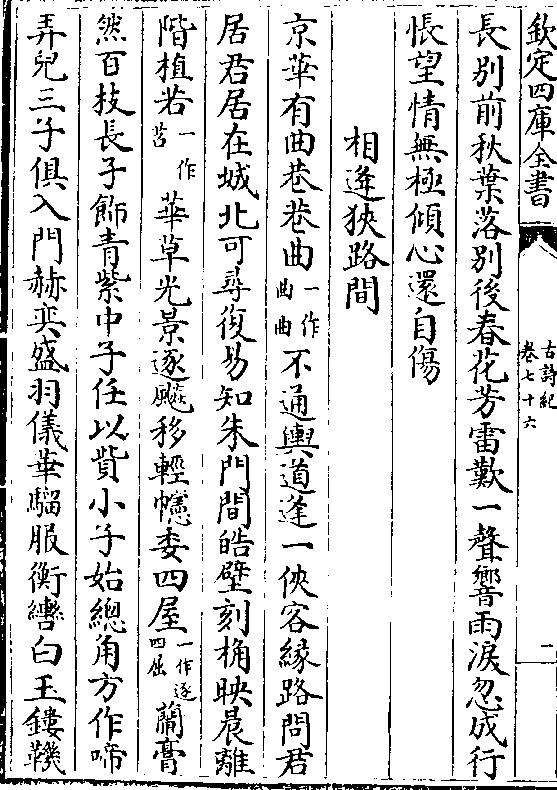 欽定四庫全書
古詩紀
卷七十六
二
長別前秋葉落別後春花芳雷歎一聲響雨淚忽成行
悵望情無極傾心還自傷
相逢狹路間
京華有曲巷巷曲一作曲曲不通輿道逢一俠客緣路問君
居君居在城北可尋復易知朱門間皓壁刻桷映晨離
階植若一作苕華草光景逐飈移輕幰委四屋一作逐四屈蘭膏
然百枝長子飾青紫中子任以貲小子始總角方作啼
弄兒三子俱入門赫奕盛羽儀華騮服衡轡白玉鏤鞿